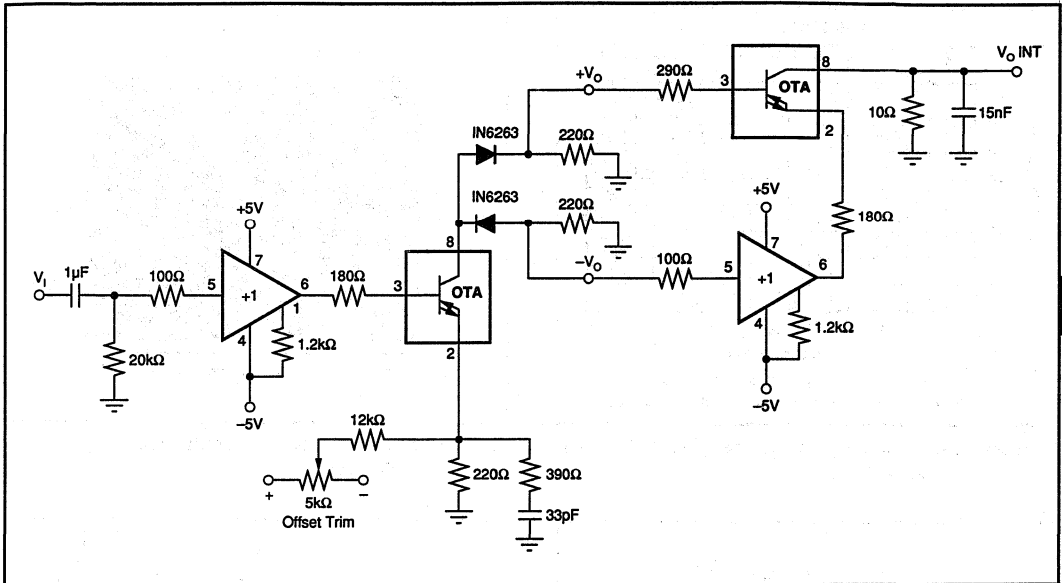 V_O INT
8
290Ω
+V_O
3
OTA
10Ω
15nF
2
IN6263
220Ω
IN6263
220Ω
+5V
180Ω
8
–V_O
100Ω
5
7
+1
6
4
1.2kΩ
–5V
+5V
V_I
1µF
100Ω
5
7
+1
6
1
180Ω
3
OTA
4
1.2kΩ
2
20kΩ
–5V
12kΩ
220Ω
390Ω
+
–
5kΩ
Offset Trim
33pF